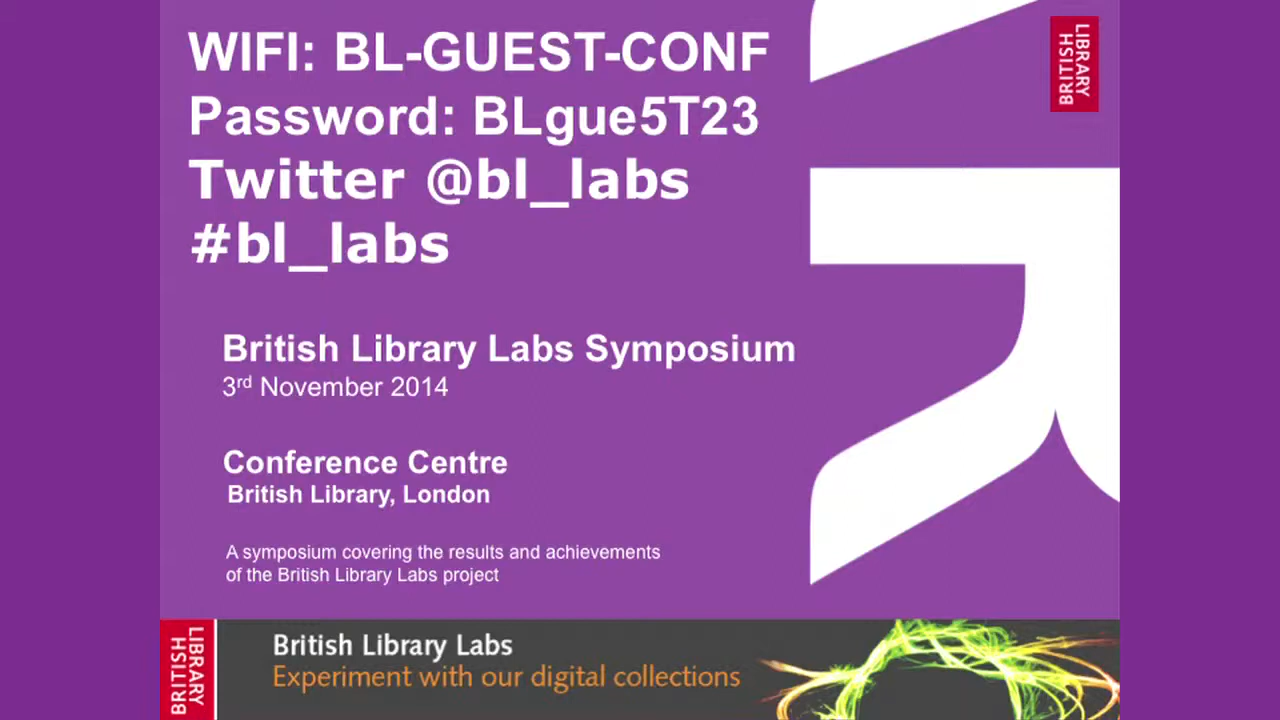 WIFI: BL-GUEST-CONF
Password: BLgue5T23
Twitter @bl_labs
#bl_labs
LIBRARY
BRITISH
British Library Labs Symposium
3rd November 2014
Conference Centre
British Library, London
A symposium covering the results and achievements
of the British Library Labs project
LIBRARY
BRITISH
British Library Labs
Experiment with our digital collections